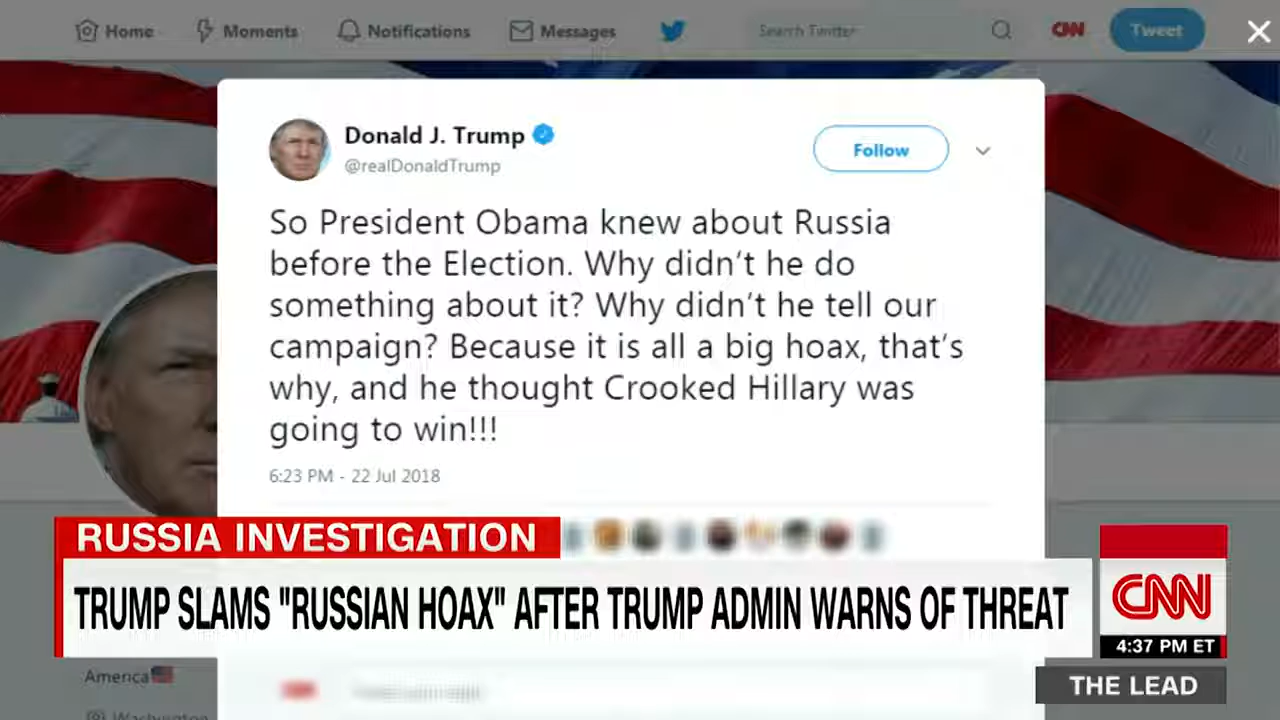 Home Moments Notifications Messages Search Twitter CNN Tweet
Donald J. Trump
@realDonaldTrump
Follow
So President Obama knew about Russia
before the Election. Why didn't he do
something about it? Why didn't he tell our
campaign? Because it is all a big hoax, that's
why, and he thought Crooked Hillary was
going to win!!!
6:23 PM - 22 Jul 2018
RUSSIA INVESTIGATION
TRUMP SLAMS "RUSSIAN HOAX" AFTER TRUMP ADMIN WARNS OF THREAT
CNN
4:37 PM ET
THE LEAD
America
Washington